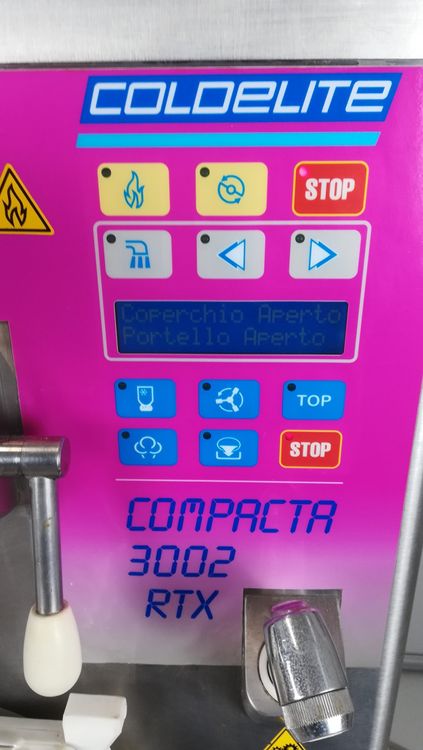 COLDELITE
STOP
Coperchio Aperto
Portello Aperto
TOP
STOP
COMPACTA
3002
RTX